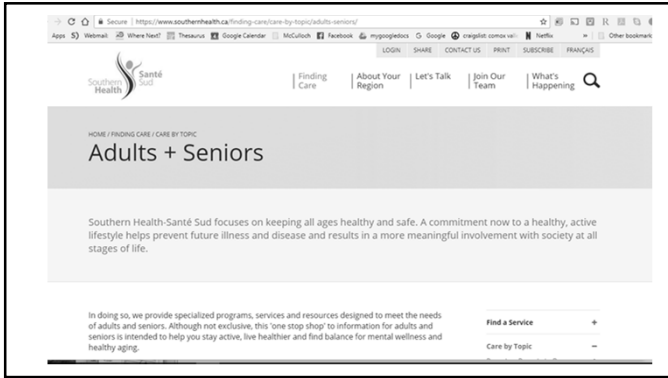 Secure | https://www.southernhealth.ca/finding-care/care-by-topic/adults-seniors/
Apps Webmail Where Next? Thesaurus Google Calendar McCulloch Facebook mygoogledocs Google craigslist: comox vall Netflix » Other bookmark
LOGIN SHARE CONTACT US PRINT SUBSCRIBE FRANÇAIS
Southern Health Santé Sud
Finding Care
About Your Region
Let's Talk
Join Our Team
What's Happening
HOME / FINDING CARE / CARE BY TOPIC
Adults + Seniors
Southern Health-Santé Sud focuses on keeping all ages healthy and safe. A commitment now to a healthy, active
lifestyle helps prevent future illness and disease and results in a more meaningful involvement with society at all
stages of life.
In doing so, we provide specialized programs, services and resources designed to meet the needs
of adults and seniors. Although not exclusive, this 'one stop shop' to information for adults and
seniors is intended to help you stay active, live healthier and find balance for mental wellness and
healthy aging.
Find a Service +
Care by Topic −